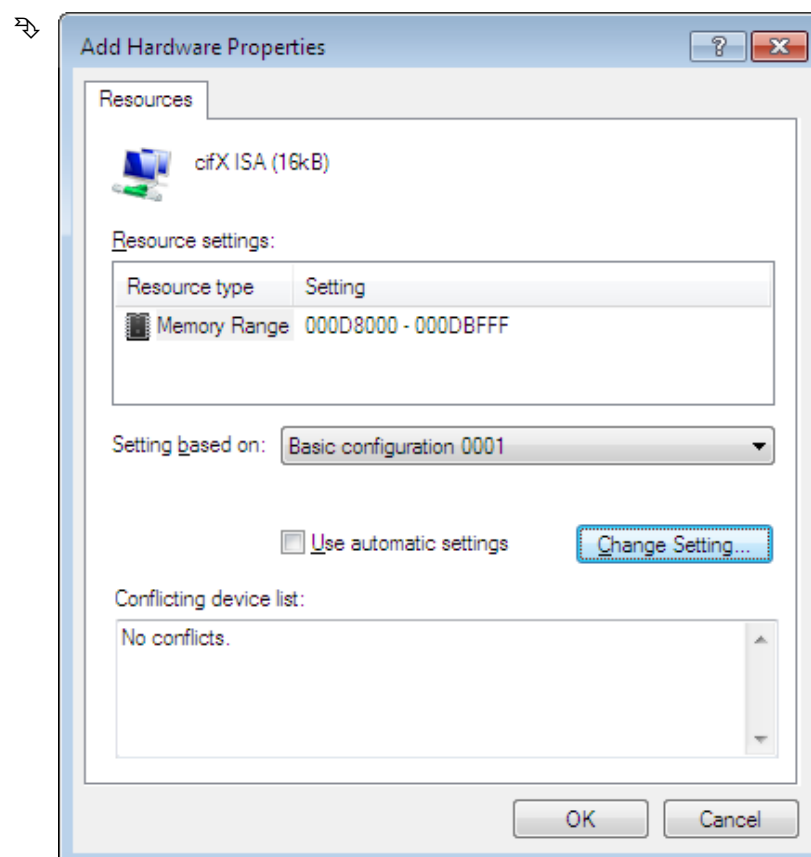 Add Hardware Properties
Resources
cifX ISA (16kB)
Resource settings:
Resource type Setting
Memory Range 000D8000 - 000DBFFF
Setting based on: Basic configuration 0001
Use automatic settings Change Setting...
Conflicting device list:
No conflicts.
OK Cancel